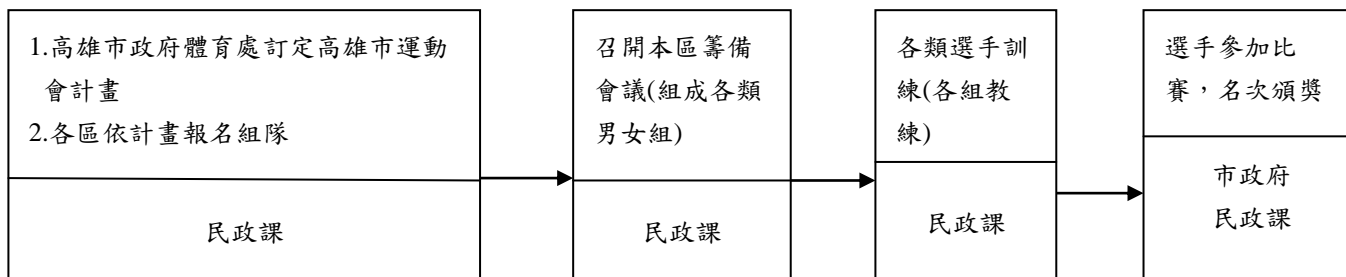 1.高雄市政府體育處訂定高雄市運動
會計畫
2.各區依計畫報名組隊
民政課
召開本區籌備
會議(組成各類
男女組)
民政課
各類選手訓
練(各組教
練)
民政課
選手參加比
賽，名次頒獎
市政府
民政課